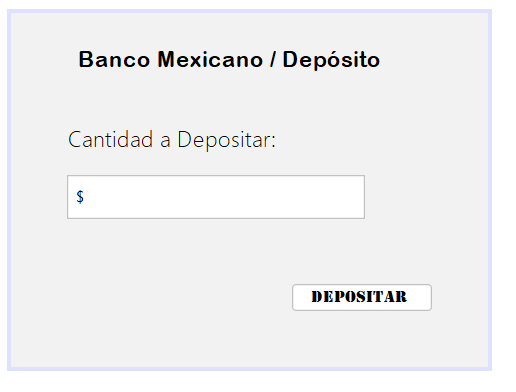 Banco Mexicano / Depósito
Cantidad a Depositar:
$
DEPOSITAR